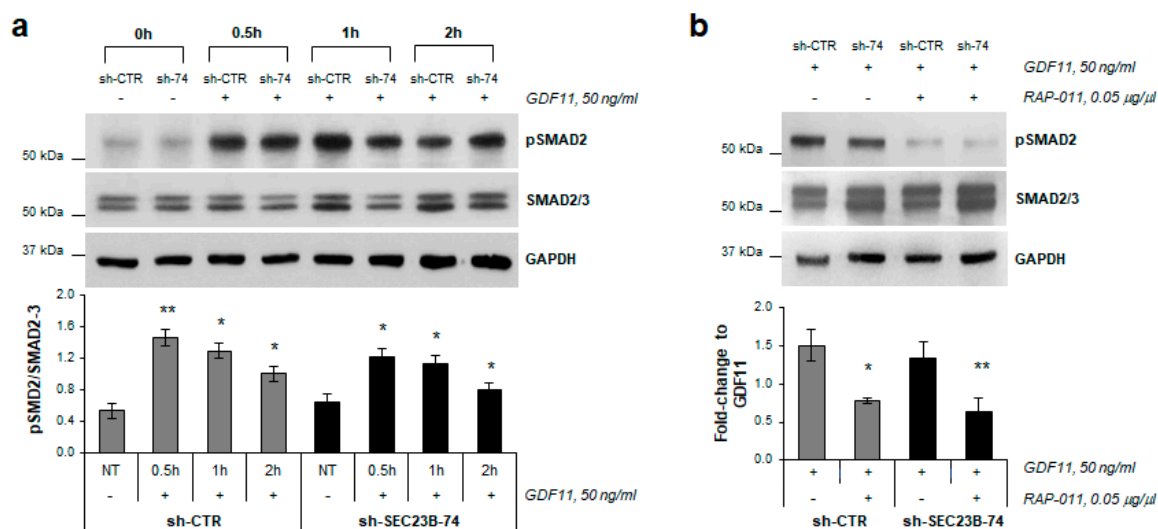 a
0h 0.5h 1h 2h
sh-CTR sh-74 sh-CTR sh-74 sh-CTR sh-74 sh-CTR sh-74
- - + + + + + + GDF11, 50 ng/ml
pSMAD2
50 kDa
SMAD2/3
50 kDa
37 kDa
GAPDH
pSMD2/SMAD2-3
2.0
1.6
1.2
0.8
0.4
0.0
** * * * * *
NT 0.5h 1h 2h NT 0.5h 1h 2h
- + + + - + + + GDF11, 50 ng/ml
sh-CTR sh-SEC23B-74
b
sh-CTR sh-74 sh-CTR sh-74
+ + + + GDF11, 50 ng/ml
- - + + RAP-011, 0.05 µg/µl
pSMAD2
50 kDa
SMAD2/3
50 kDa
37 kDa
GAPDH
Fold-change to
GDF11
2.0
1.5
1.0
0.5
0.0
* **
+ + + + GDF11, 50 ng/ml
- + - + RAP-011, 0.05 µg/µl
sh-CTR sh-SEC23B-74